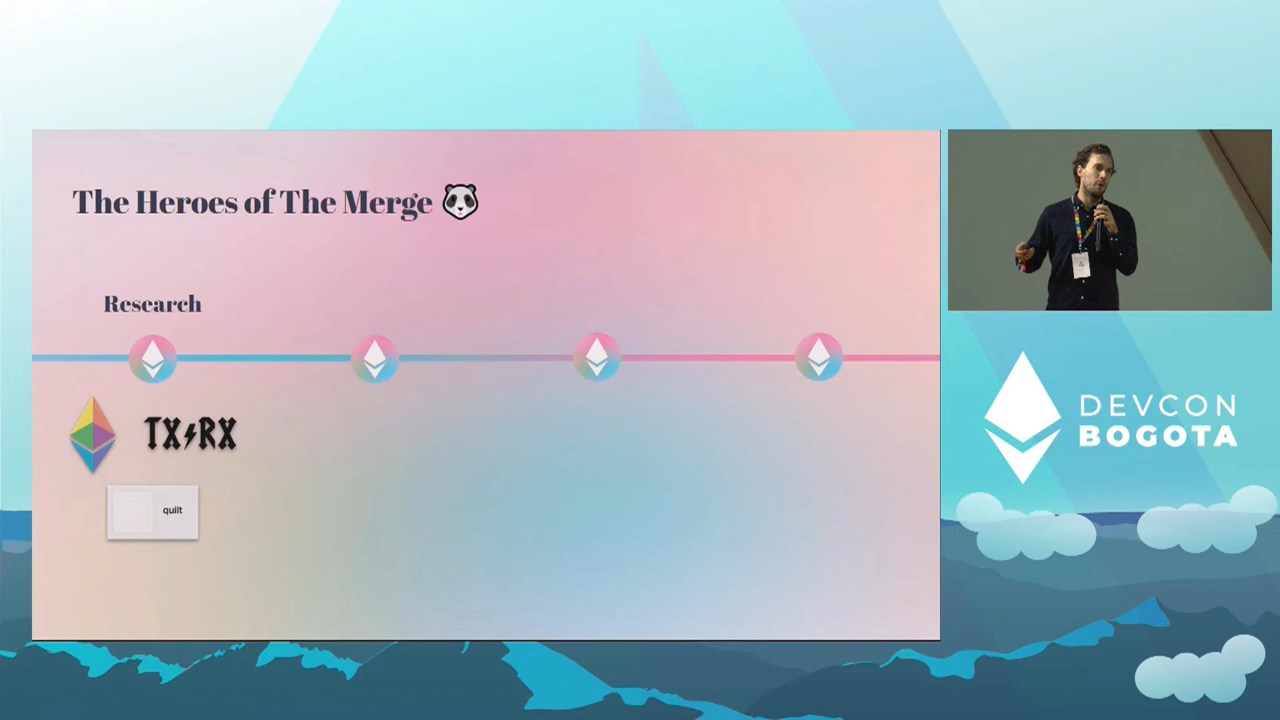 The Heroes of The Merge 🐼
Research
TX⚡RX
quilt
DEVCON
BOGOTA